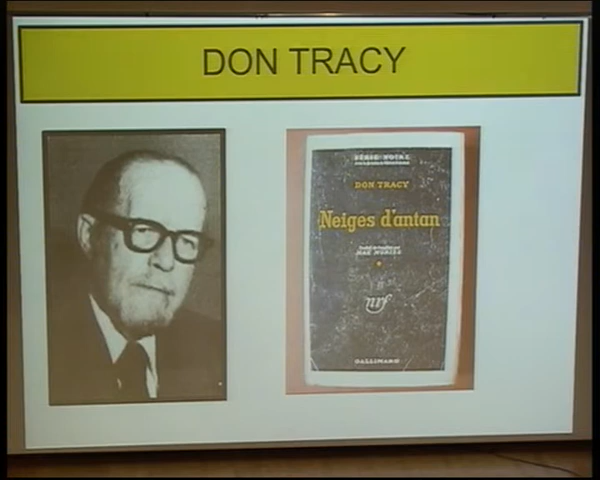 DON TRACY
SÉRIE NOIRE
DON TRACY
Neiges d'antan
nrf
GALLIMARD